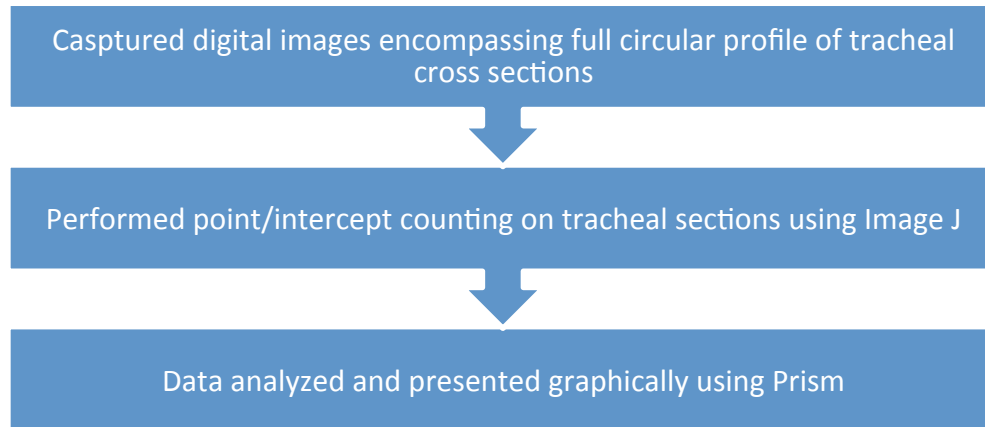 Casptured digital images encompassing full circular profile of tracheal
cross sections
Performed point/intercept counting on tracheal sections using Image J
Data analyzed and presented graphically using Prism